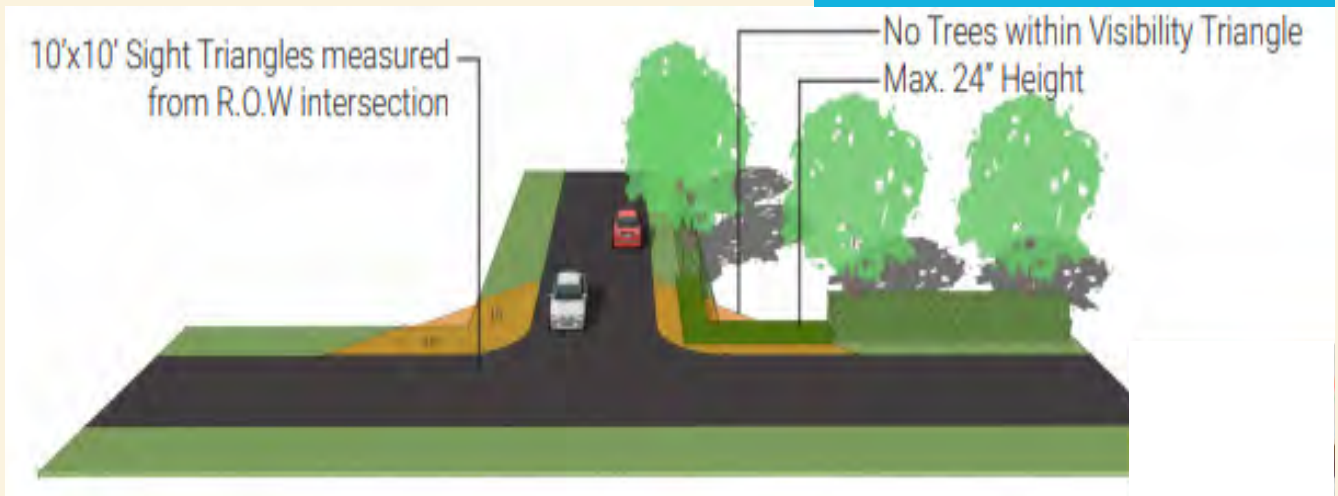 10'x10' Sight Triangles measured
from R.O.W intersection
No Trees within Visibility Triangle
Max. 24" Height